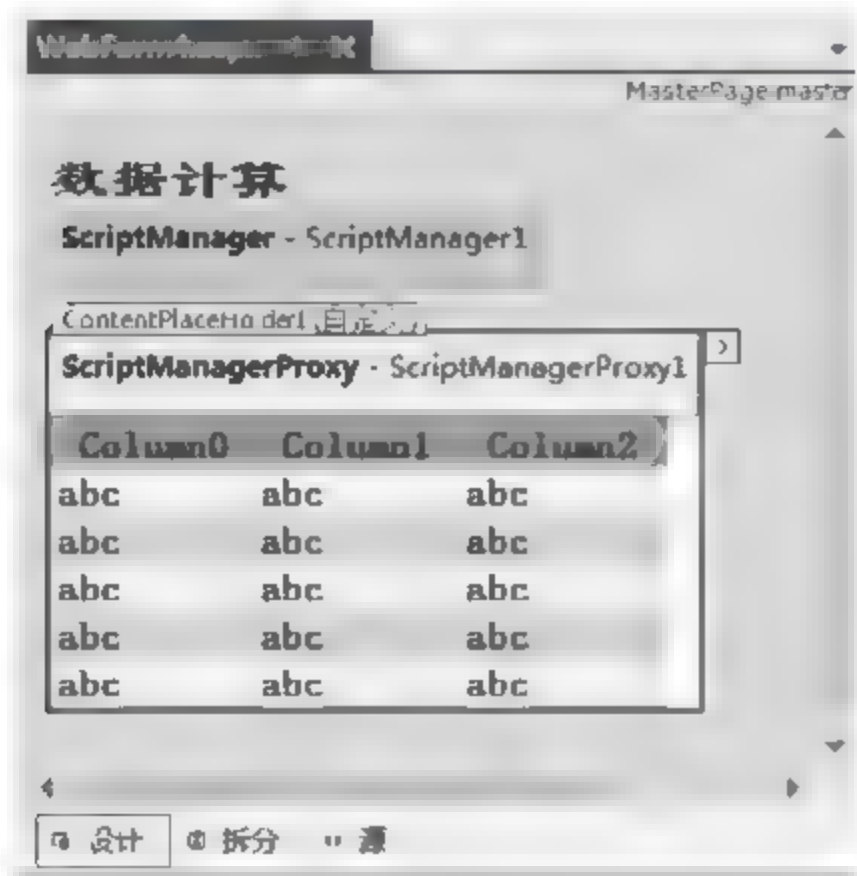 MasterPage master
数据计算
ScriptManager - ScriptManager1
ContentPlaceHolder1
ScriptManagerProxy - ScriptManagerProxy1
Column0 Column1 Column2
abc abc abc
abc abc abc
abc abc abc
abc abc abc
abc abc abc
设计 拆分 源